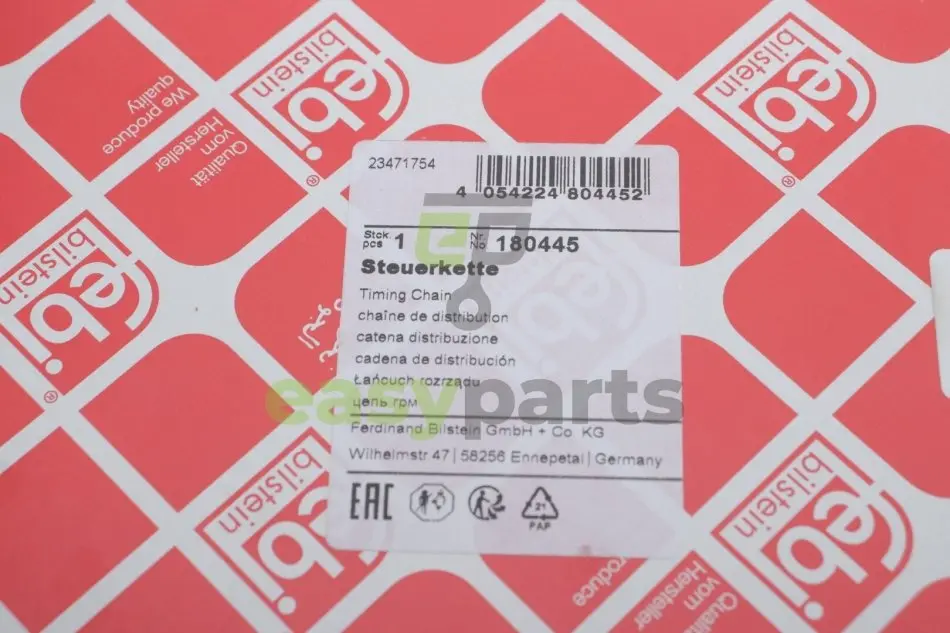 23471754
4 054224 804452
Stck. pcs 1 Nr. No 180445
Steuerkette
Timing Chain
chaîne de distribution
catena distribuzione
cadena de distribución
Łańcuch rozrządu
цепь грм
easyparts
Ferdinand Bilstein GmbH + Co. KG
Wilhelmstr. 47 | 58256 Ennepetal | Germany
EAC
21
PAP
febi bilstein
We produce quality
Qualität vom Hersteller
febi bilstein
febi bilstein
febi bilstein
febi bilstein
febi bilstein
produce
Qualität vom Hersteller